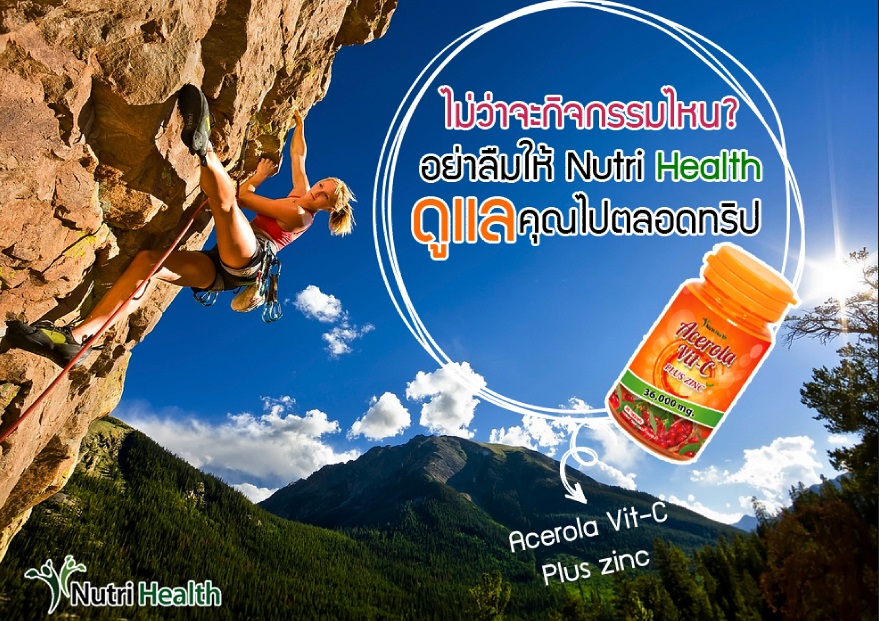 ไม่ว่าจะกิจกรรมไหน?
อย่าลืมให้ Nutri Health
ดูแลคุณไปตลอดทริป
Acerola
Vit-C
PLUS ZINC
36,000 mg.
Acerola Vit-C
Plus zinc
Nutri Health